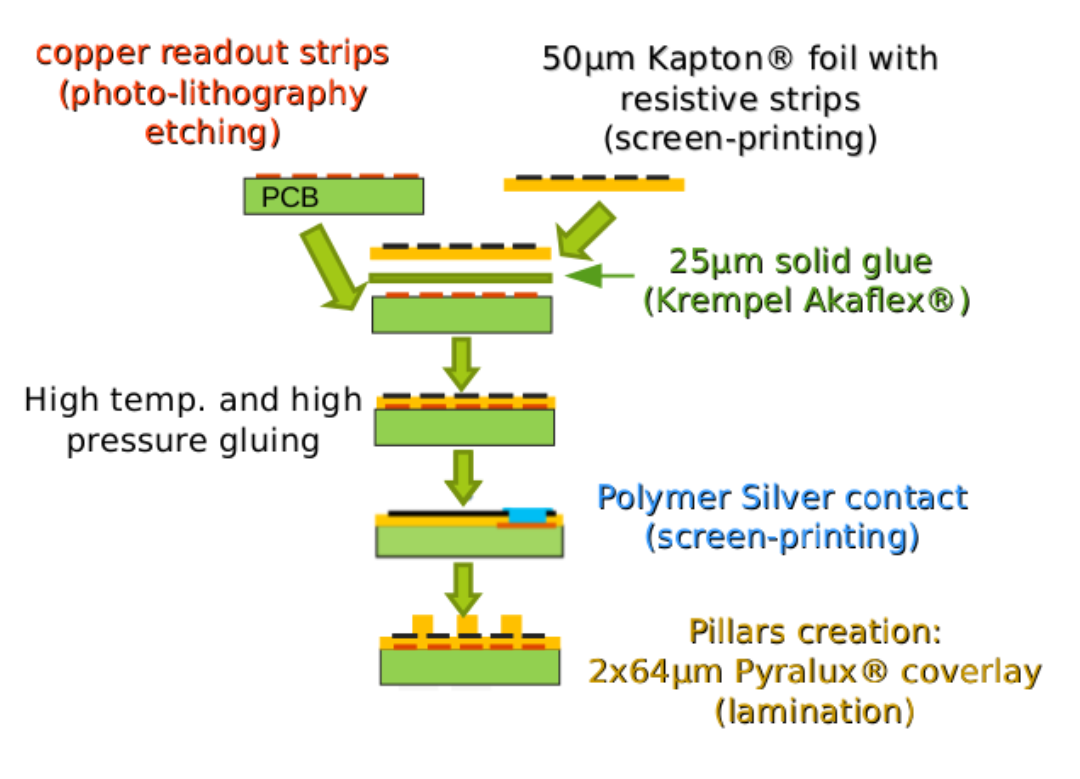 copper readout strips
(photo-lithography
etching)
50µm Kapton® foil with
resistive strips
(screen-printing)
PCB
25µm solid glue
(Krempel Akaflex®)
High temp. and high
pressure gluing
Polymer Silver contact
(screen-printing)
Pillars creation:
2x64µm Pyralux® coverlay
(lamination)